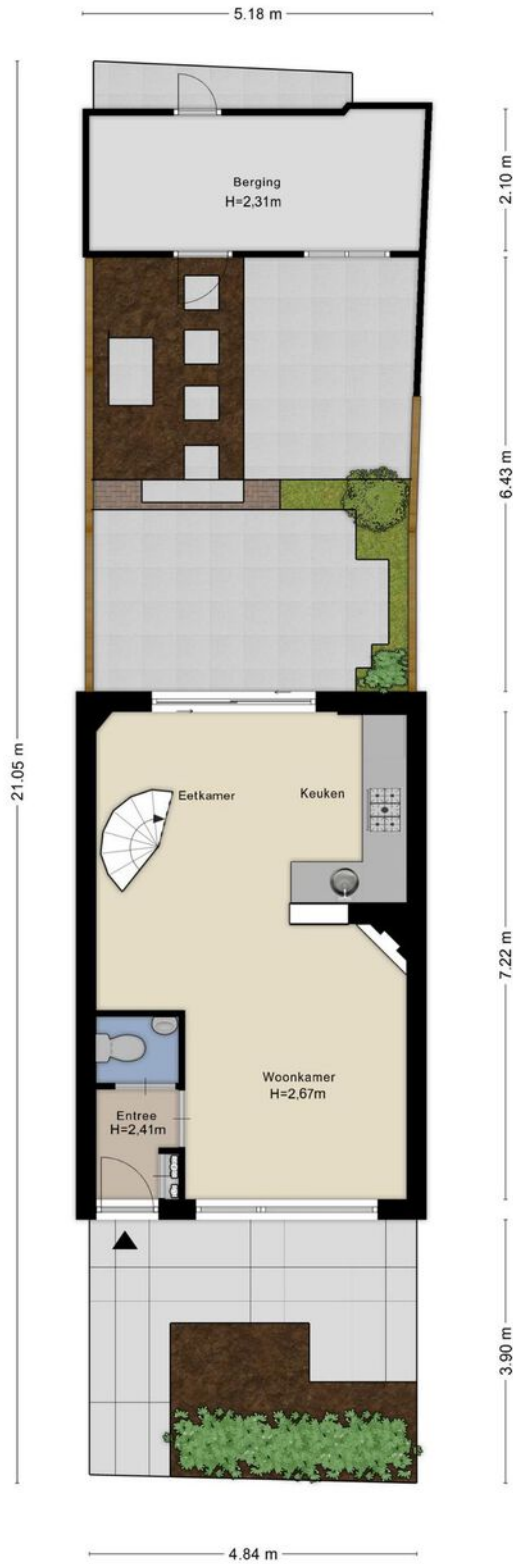 5.18 m
2.10 m
Berging
H=2,31m
6.43 m
21.05 m
Eetkamer
Keuken
7.22 m
Woonkamer
H=2,67m
Entree
H=2,41m
3.90 m
4.84 m